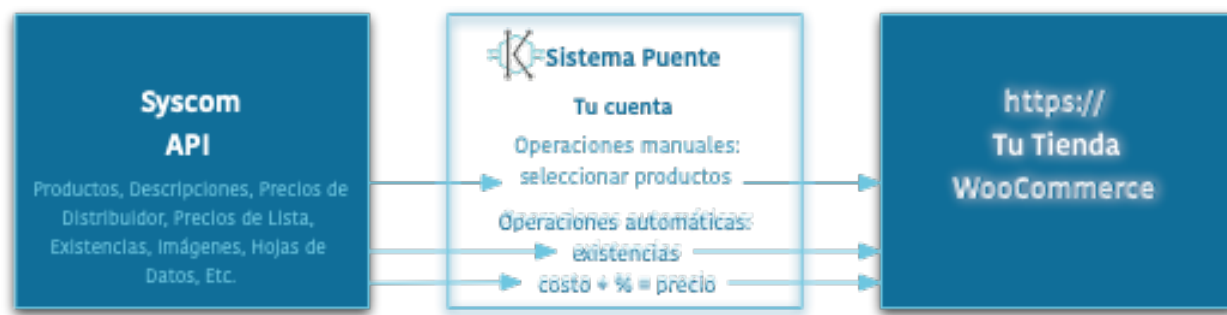 Syscom
API
Productos, Descripciones, Precios de
Distribuidor, Precios de Lista,
Existencias, Imágenes, Hojas de
Datos, Etc.
Sistema Puente
Tu cuenta
Operaciones manuales:
seleccionar productos
Operaciones automáticas:
existencias
costo + % = precio
https://
Tu Tienda
WooCommerce